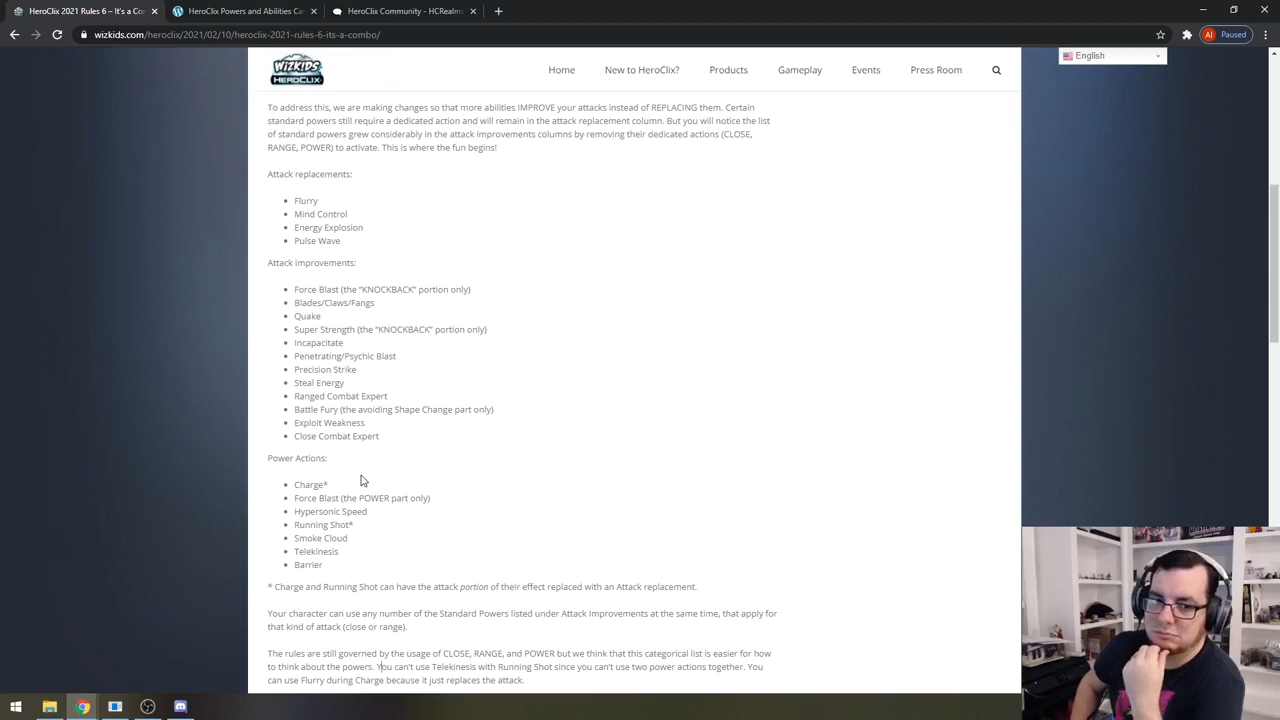 HeroClix 2021 Rules 6 – It's a Co
HeroClix Powers and Abilities Ca
HeroClix Community - HCRealms
wizkids.com/heroclix/2021/02/10/heroclix-2021-rules-6-its-a-combo/
AI Paused
WIZKIDS HEROCLIX
Home New to HeroClix? Products Gameplay Events Press Room
English
To address this, we are making changes so that more abilities IMPROVE your attacks instead of REPLACING them. Certain
standard powers still require a dedicated action and will remain in the attack replacement column. But you will notice the list
of standard powers grew considerably in the attack improvements columns by removing their dedicated actions (CLOSE,
RANGE, POWER) to activate. This is where the fun begins!
Attack replacements:
• Flurry
• Mind Control
• Energy Explosion
• Pulse Wave
Attack improvements:
• Force Blast (the “KNOCKBACK” portion only)
• Blades/Claws/Fangs
• Quake
• Super Strength (the “KNOCKBACK” portion only)
• Incapacitate
• Penetrating/Psychic Blast
• Precision Strike
• Steal Energy
• Ranged Combat Expert
• Battle Fury (the avoiding Shape Change part only)
• Exploit Weakness
• Close Combat Expert
Power Actions:
• Charge*
• Force Blast (the POWER part only)
• Hypersonic Speed
• Running Shot*
• Smoke Cloud
• Telekinesis
• Barrier
* Charge and Running Shot can have the attack portion of their effect replaced with an Attack replacement.
Your character can use any number of the Standard Powers listed under Attack Improvements at the same time, that apply for
that kind of attack (close or range).
The rules are still governed by the usage of CLOSE, RANGE, and POWER but we think that this categorical list is easier for how
to think about the powers. You can’t use Telekinesis with Running Shot since you can’t use two power actions together. You
can use Flurry during Charge because it just replaces the attack.